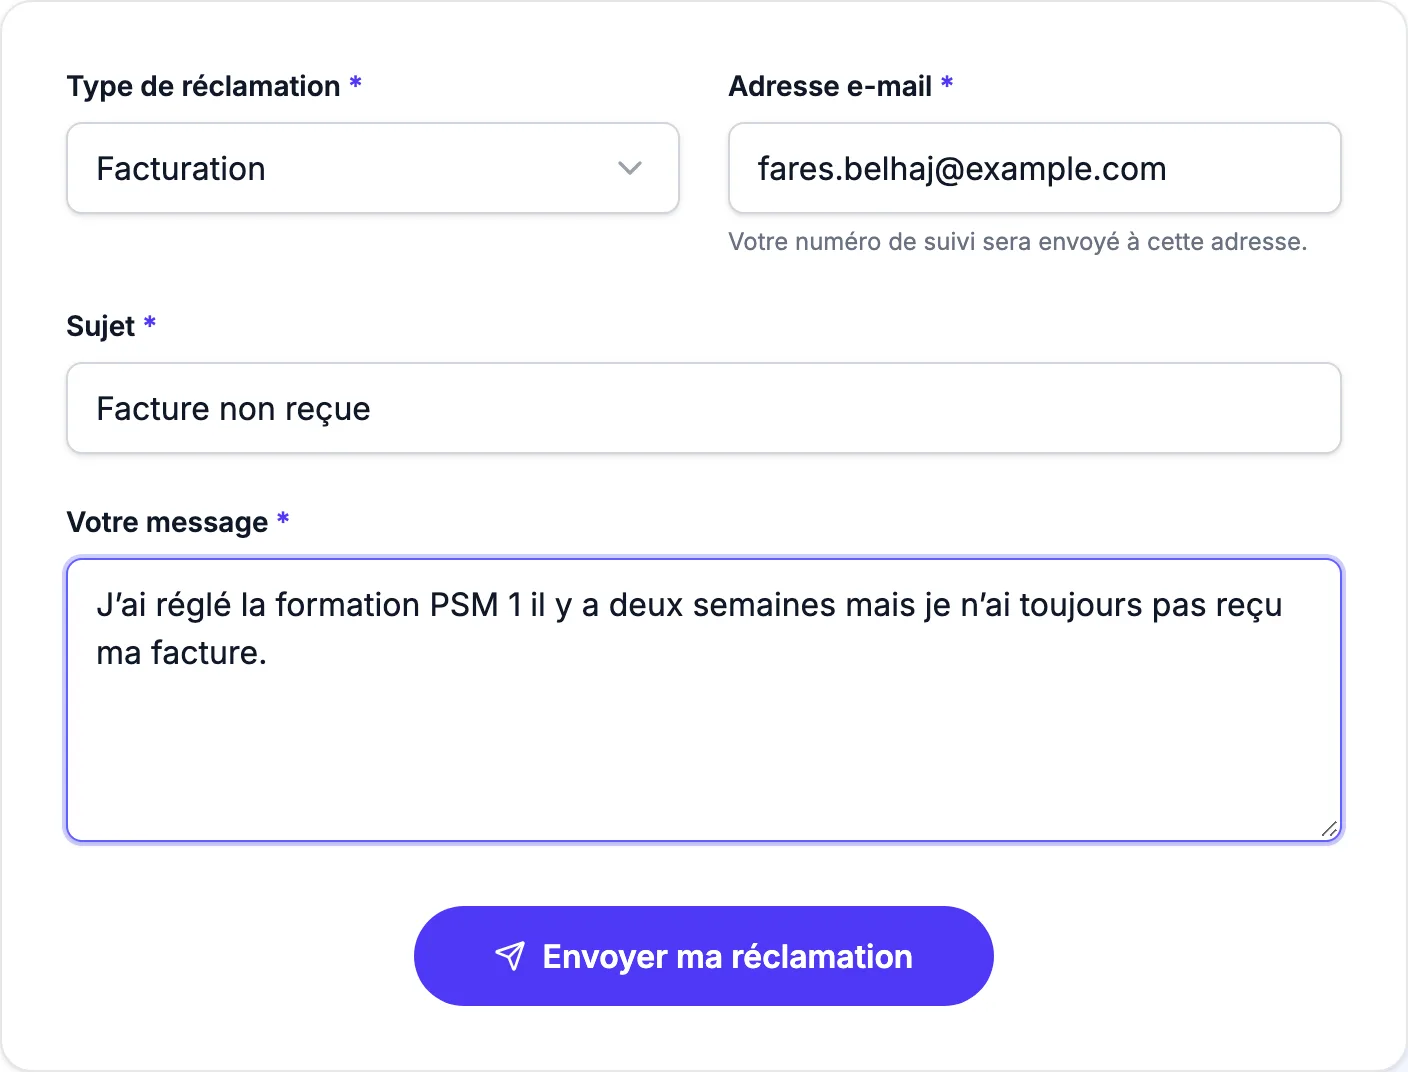 Type de réclamation *
Facturation
Adresse e-mail *
fares.belhaj@example.com
Votre numéro de suivi sera envoyé à cette adresse.
Sujet *
Facture non reçue
Votre message *
J’ai réglé la formation PSM 1 il y a deux semaines mais je n’ai toujours pas reçu
ma facture.
Envoyer ma réclamation